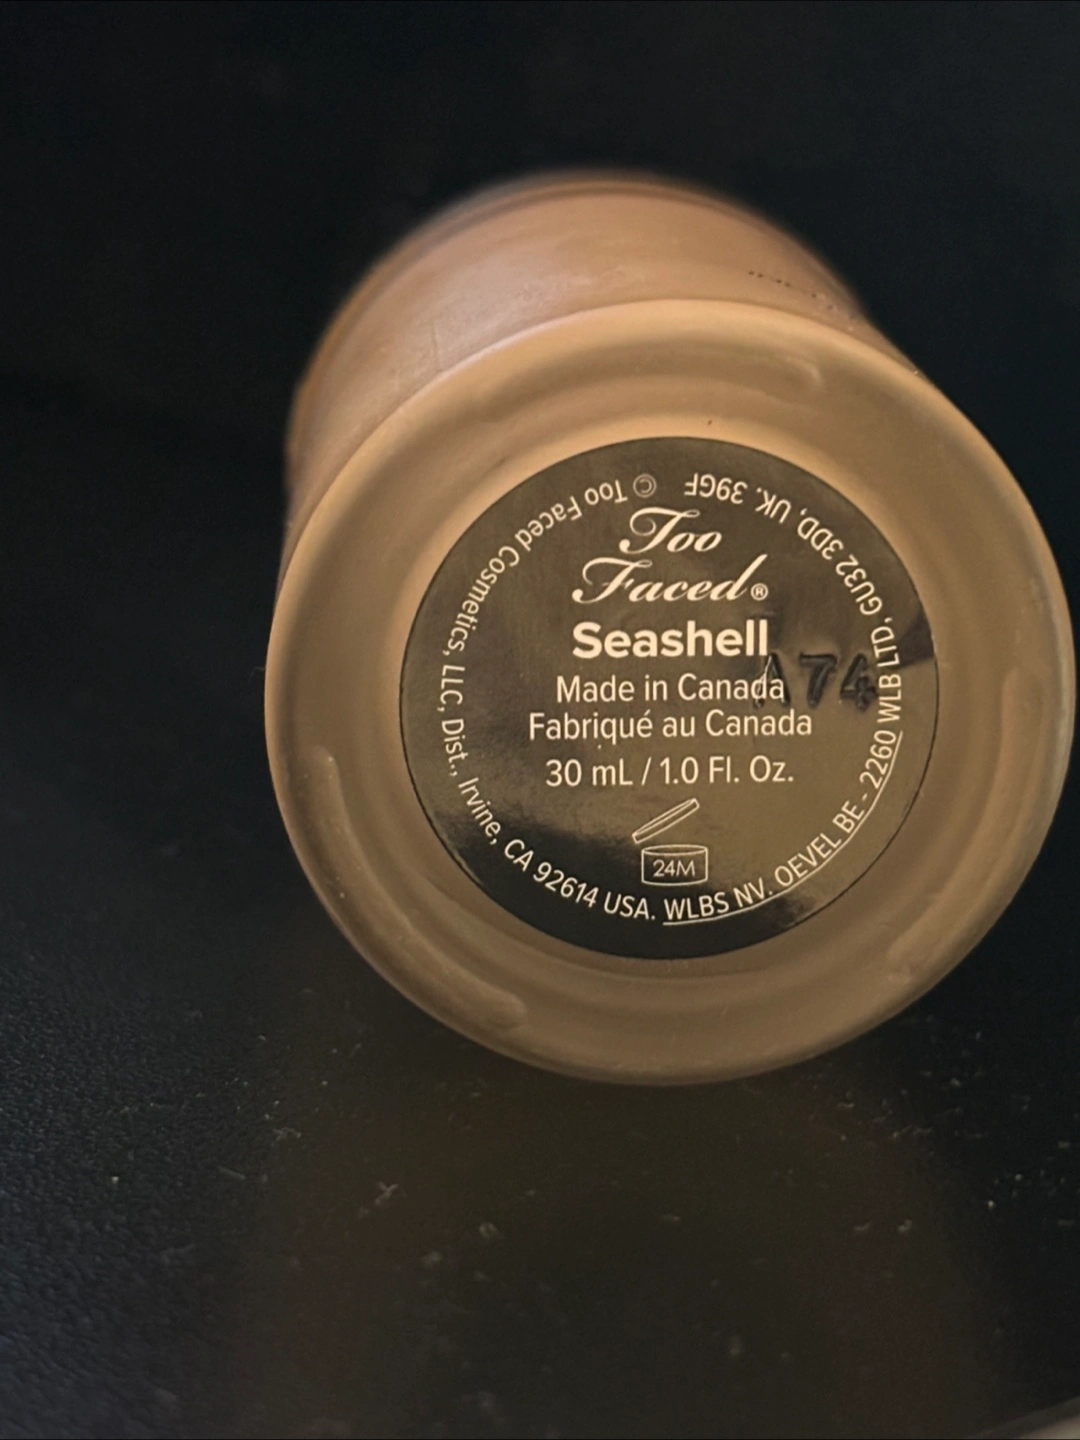 Too
Faced®
Seashell
Made in Canada
Fabriqué au Canada
30 mL / 1.0 Fl. Oz.
24M
© Too Faced Cosmetics, LLC, Dist., Irvine, CA 92614 USA. WLBS NV. OEVEL BE - 2260 WLB LTD, GU32 3DD, UK. 39GF
A74